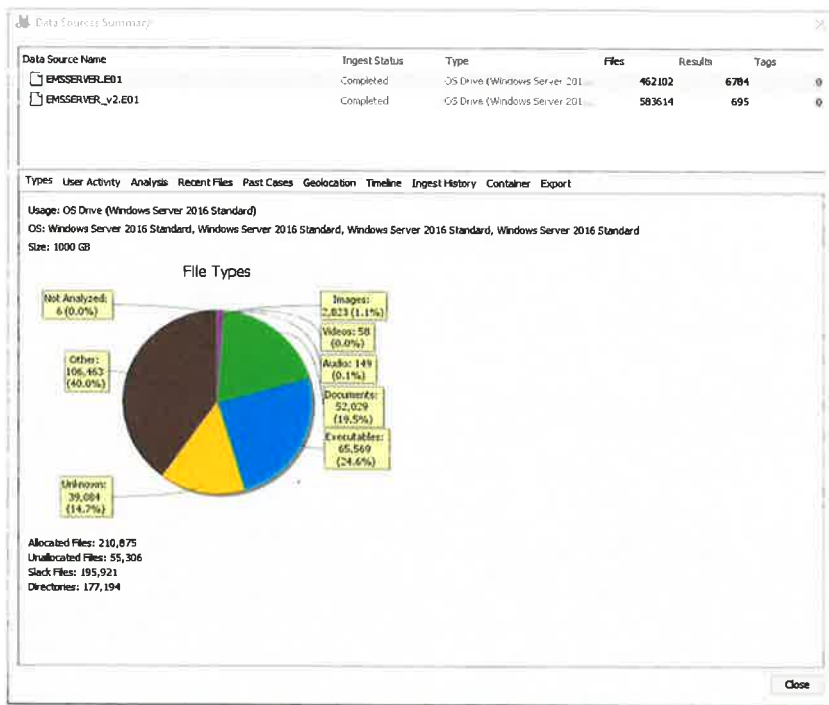 Data Sources Summary
Data Source Name Ingest Status Type Files Results Tags
EMSSERVER.E01 Completed OS Drive (Windows Server 201... 462102 6784 0
EMSSERVER_v2.E01 Completed OS Drive (Windows Server 201... 583614 695 0
Types User Activity Analysis Recent Files Past Cases Geolocation Timeline Ingest History Container Export
Usage: OS Drive (Windows Server 2016 Standard)
OS: Windows Server 2016 Standard, Windows Server 2016 Standard, Windows Server 2016 Standard, Windows Server 2016 Standard
Size: 1000 GB
File Types
Not Analyzed:
6 (0.0%)
Other:
106,463
(40.0%)
Unknown:
39,084
(14.7%)
Images:
2,823 (1.1%)
Videos: 58
(0.0%)
Audio: 149
(0.1%)
Documents:
52,029
(19.5%)
Executables:
65,569
(24.6%)
Allocated Files: 210,875
Unallocated Files: 55,306
Slack Files: 195,921
Directories: 177,194
Close